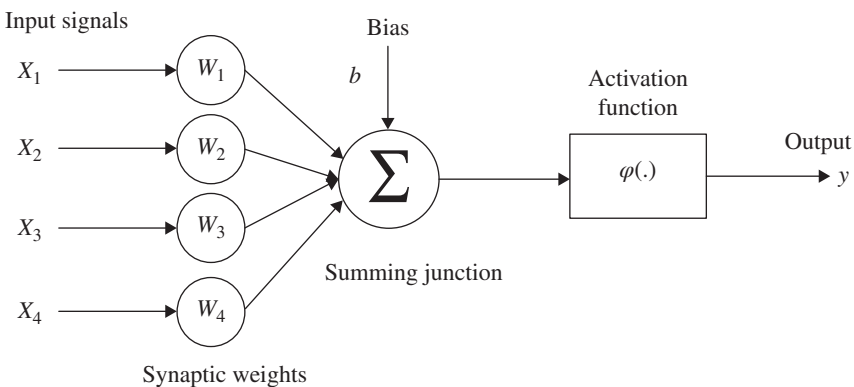 Input signals
Bias
X1
W1
b
Activation
function
X2
W2
Output
Σ
φ(.)
y
X3
W3
Summing junction
X4
W4
Synaptic weights